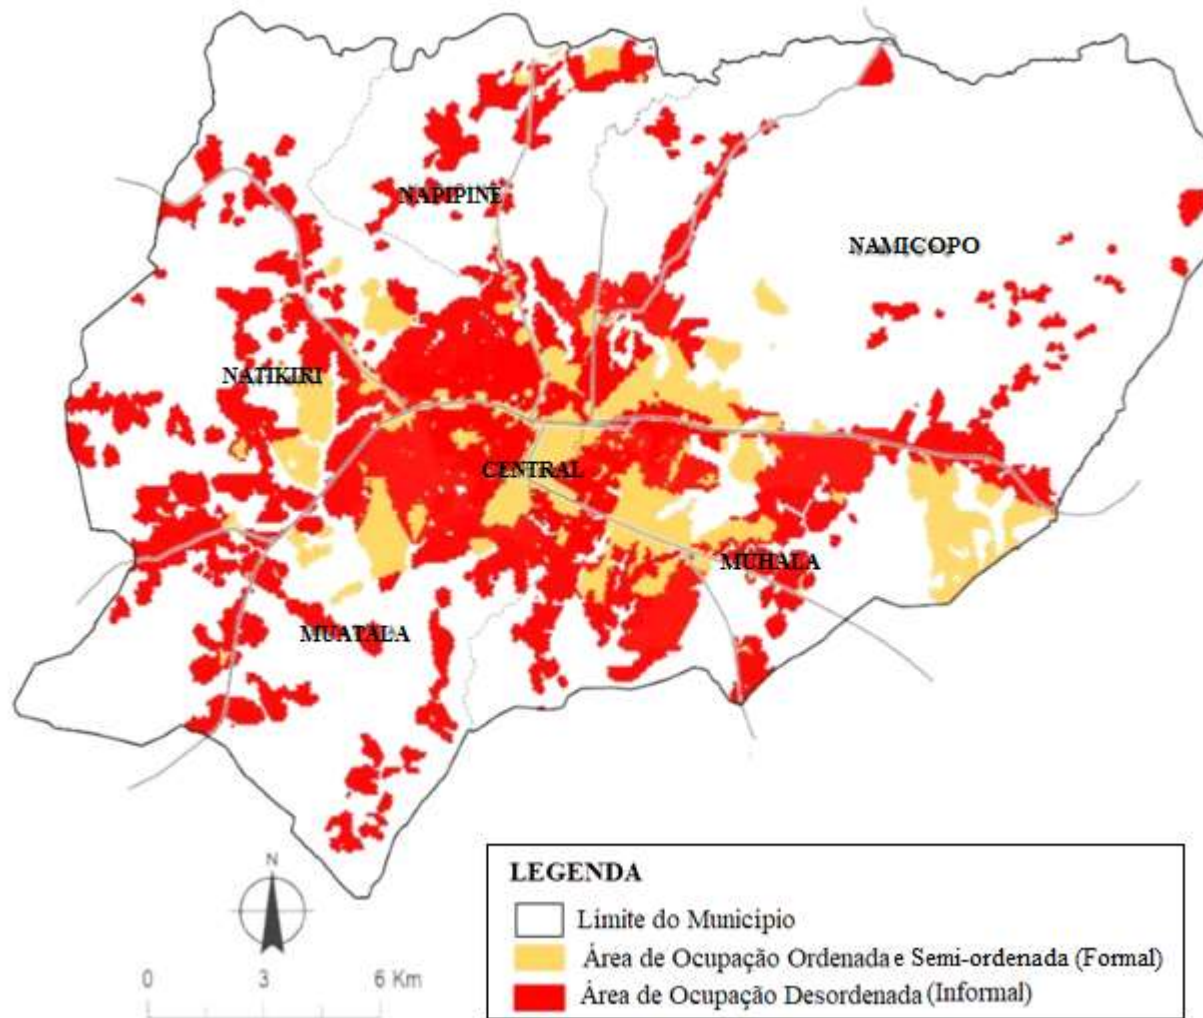 NAPIPINE
NAMICOPO
NATIKIRI
CENTRAL
MUHALA
MUATALA
N
0 3 6 Km
LEGENDA
Límite do Município
Área de Ocupação Ordenada e Semi-ordenada (Formal)
Área de Ocupação Desordenada (Informal)